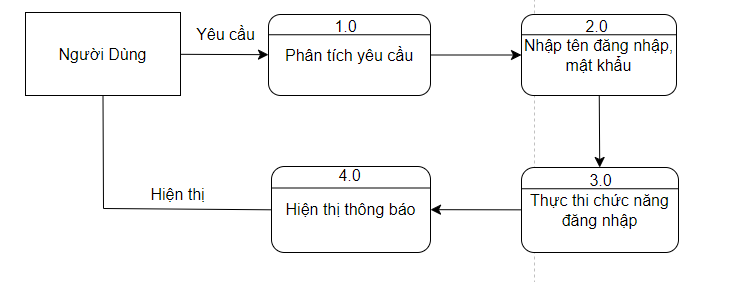 Người Dùng
Yêu cầu
1.0
Phân tích yêu cầu
2.0
Nhập tên đăng nhập,
mật khẩu
3.0
Thực thi chức năng
đăng nhập
4.0
Hiện thị thông báo
Hiện thị